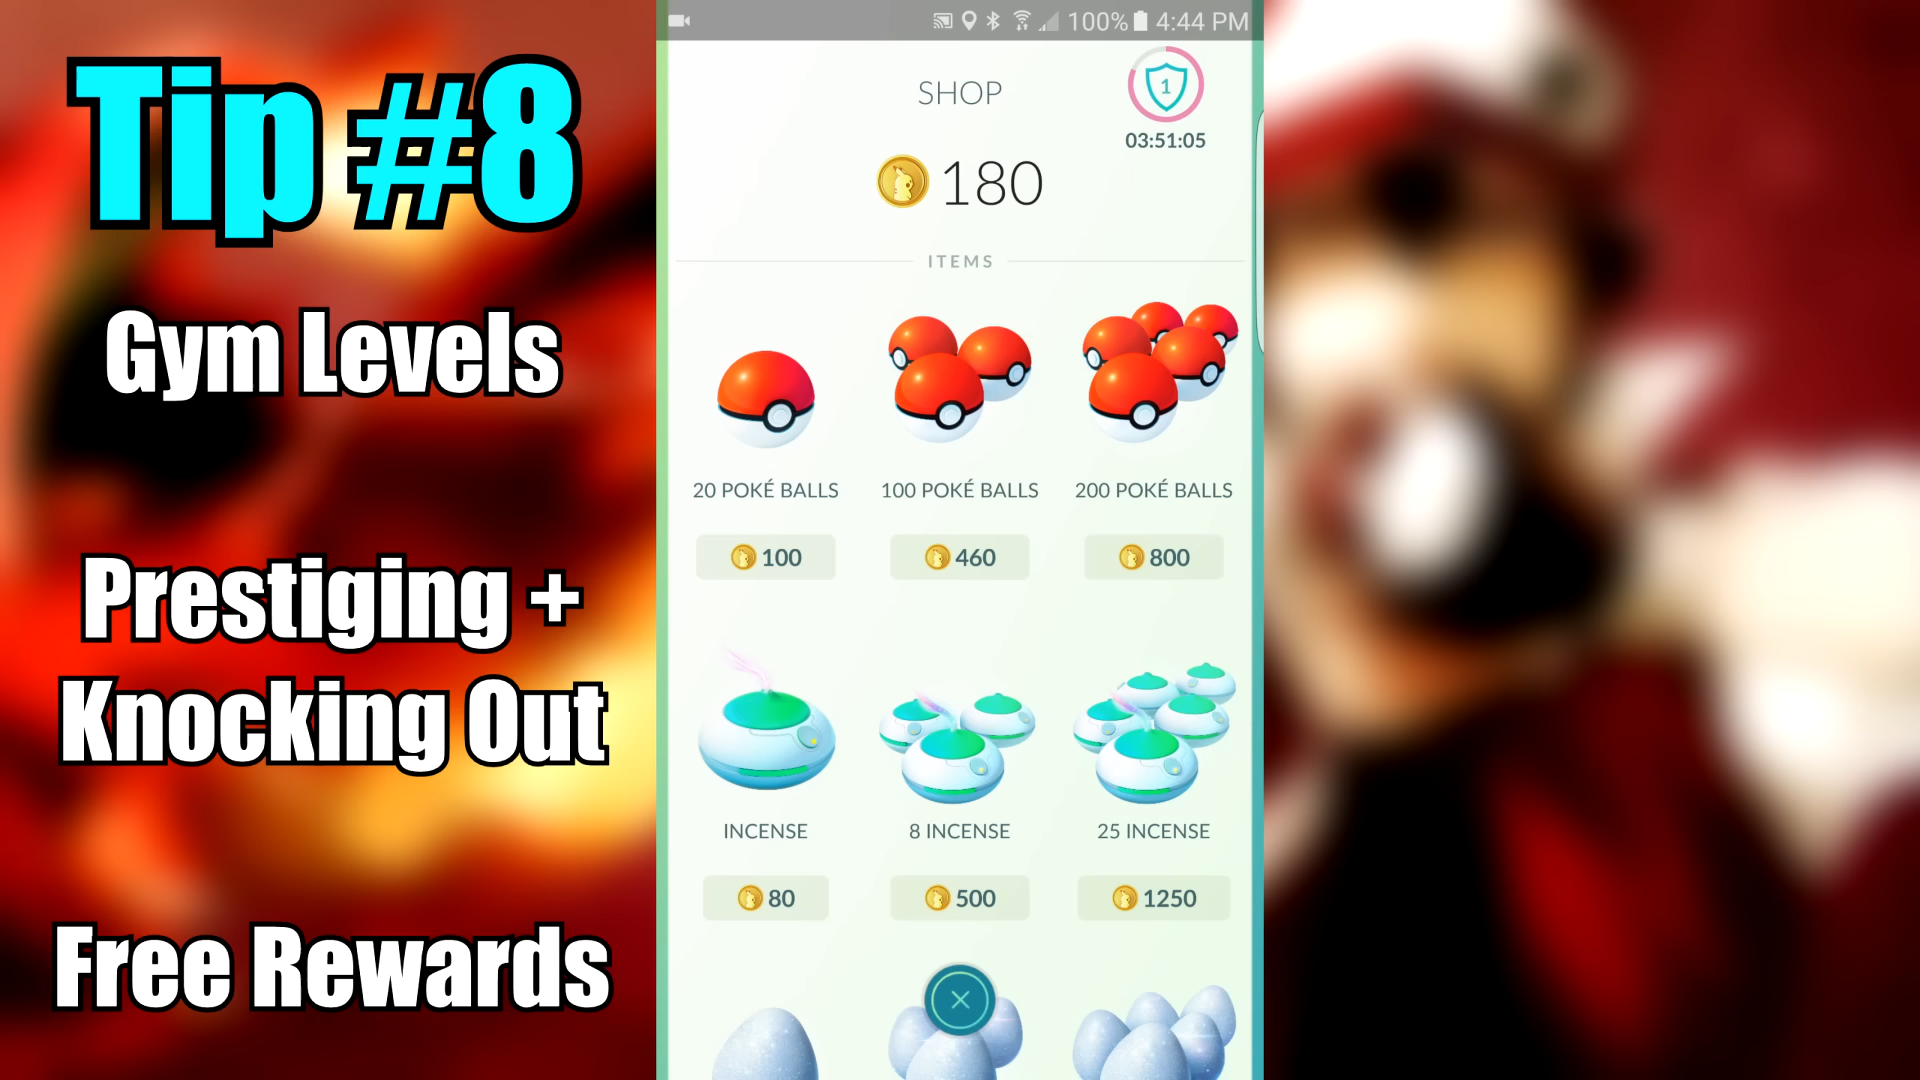 Tip #8
Gym Levels
Prestiging +
Knocking Out
Free Rewards
100% 4:44 PM
SHOP
1
03:51:05
180
ITEMS
20 POKÉ BALLS
100 POKÉ BALLS
200 POKÉ BALLS
100
460
800
INCENSE
8 INCENSE
25 INCENSE
80
500
1250